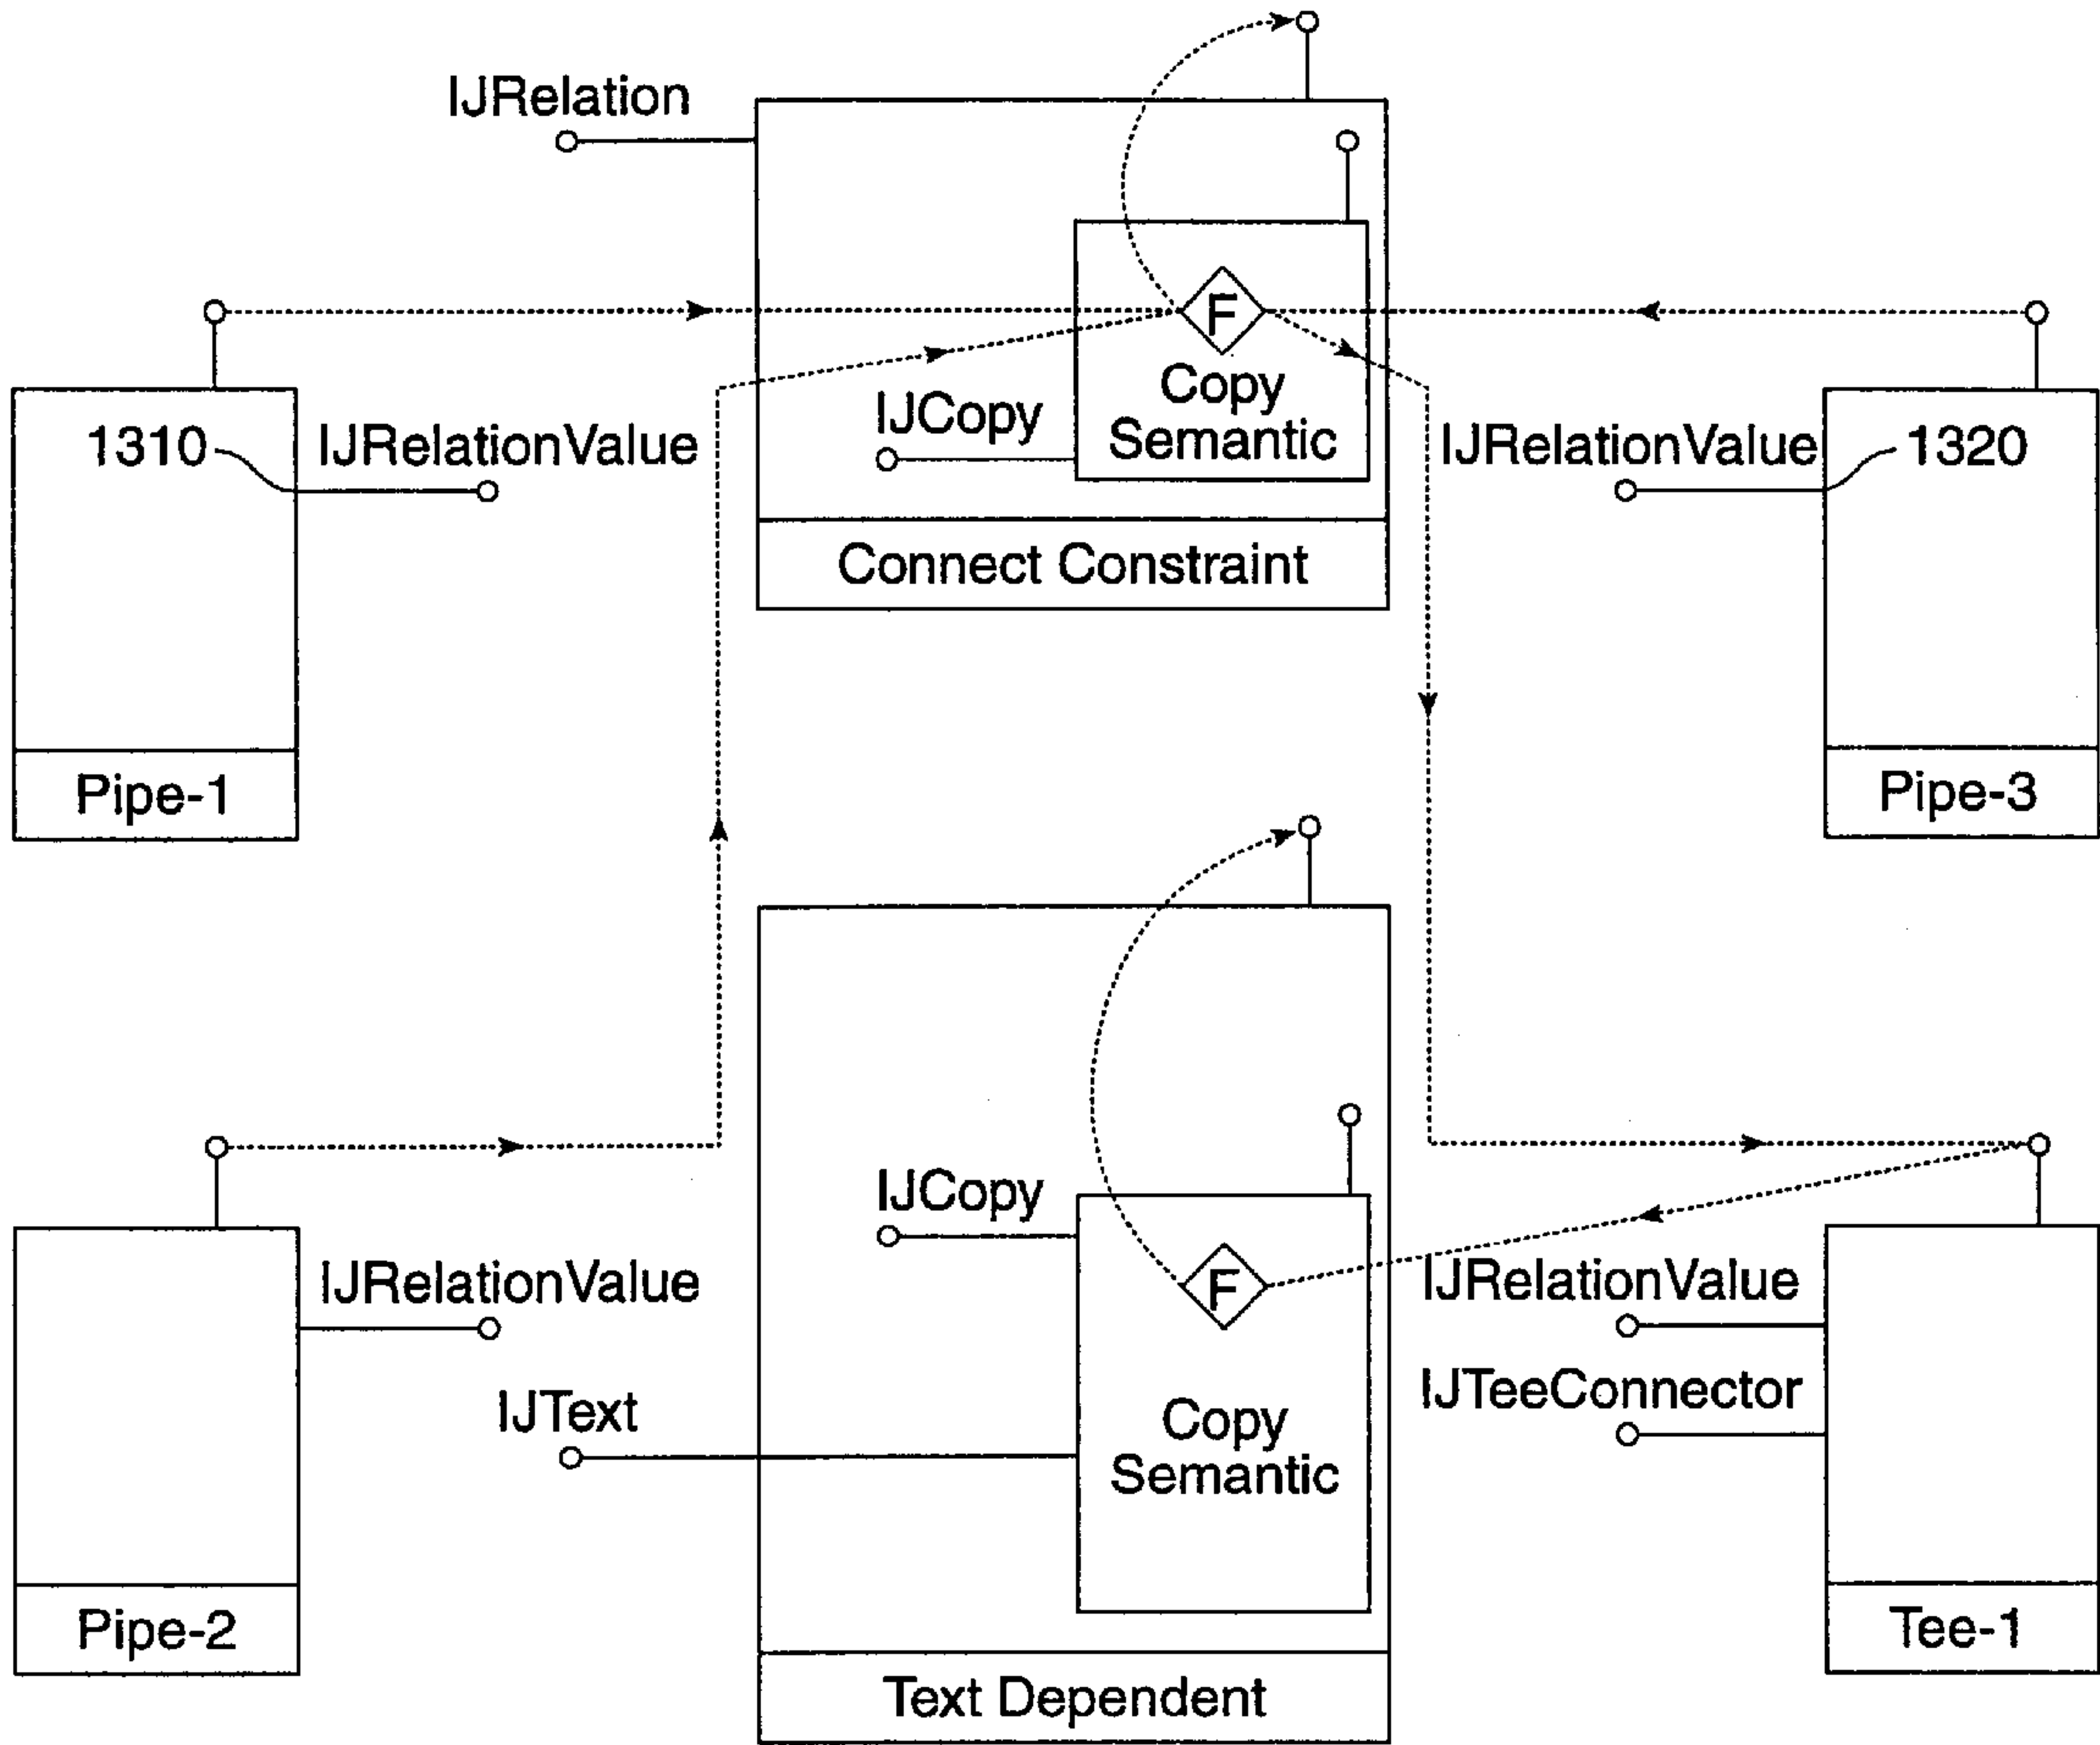 IJRelation
F
Copy
Semantic
IJCopy
Connect Constraint
1310
IJRelationValue
Pipe-1
IJRelationValue
1320
Pipe-3
IJCopy
F
Copy
Semantic
IJText
Text Dependent
IJRelationValue
Pipe-2
IJRelationValue
IJTeeConnector
Tee-1